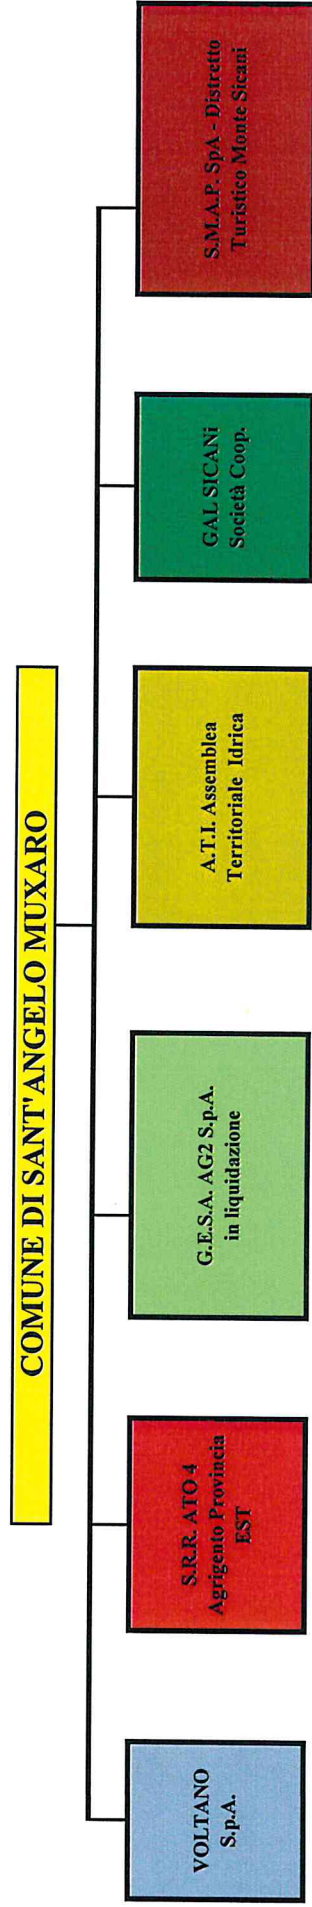 COMUNE DI SANT'ANGELO MUXARO
VOLTANO
S.p.A.
S.R.R. ATO 4
Agrigento Provincia
EST
G.E.S.A. AG2 S.p.A.
in liquidazione
A.T.I. Assemblea
Territoriale Idrica
GAL SICANi
Società Coop.
S.M.A.P. SpA - Distretto
Turistico Monte Sicani